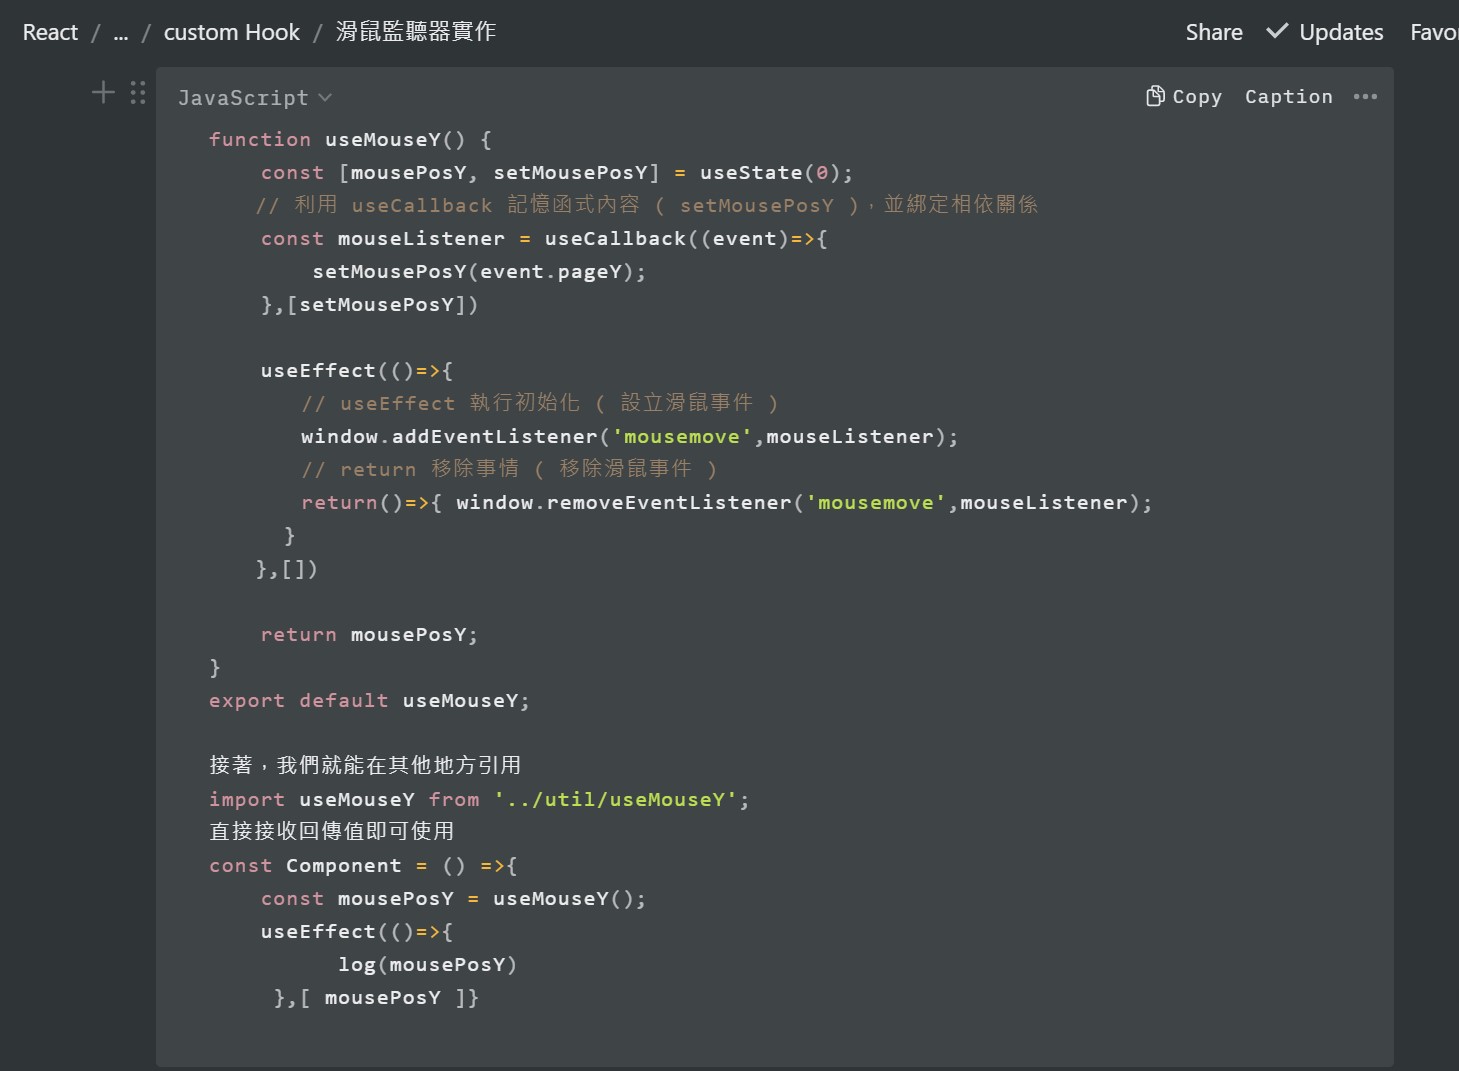 React / ... / custom Hook / 滑鼠監聽器實作
Share ✓ Updates
JavaScript
Copy Caption
function useMouseY() {
const [mousePosY, setMousePosY] = useState(0);
// 利用 useCallback 記憶函式內容 ( setMousePosY )，並綁定相依關係
const mouseListener = useCallback((event)=>{
setMousePosY(event.pageY);
},[setMousePosY])
useEffect(()=>{
// useEffect 執行初始化 ( 設立滑鼠事件 )
window.addEventListener('mousemove',mouseListener);
// return 移除事情 ( 移除滑鼠事件 )
return()=>{ window.removeEventListener('mousemove',mouseListener);
}
},[])
return mousePosY;
}
export default useMouseY;
接著，我們就能在其他地方引用
import useMouseY from '../util/useMouseY';
直接接收回傳值即可使用
const Component = () =>{
const mousePosY = useMouseY();
useEffect(()=>{
log(mousePosY)
},[ mousePosY ]}